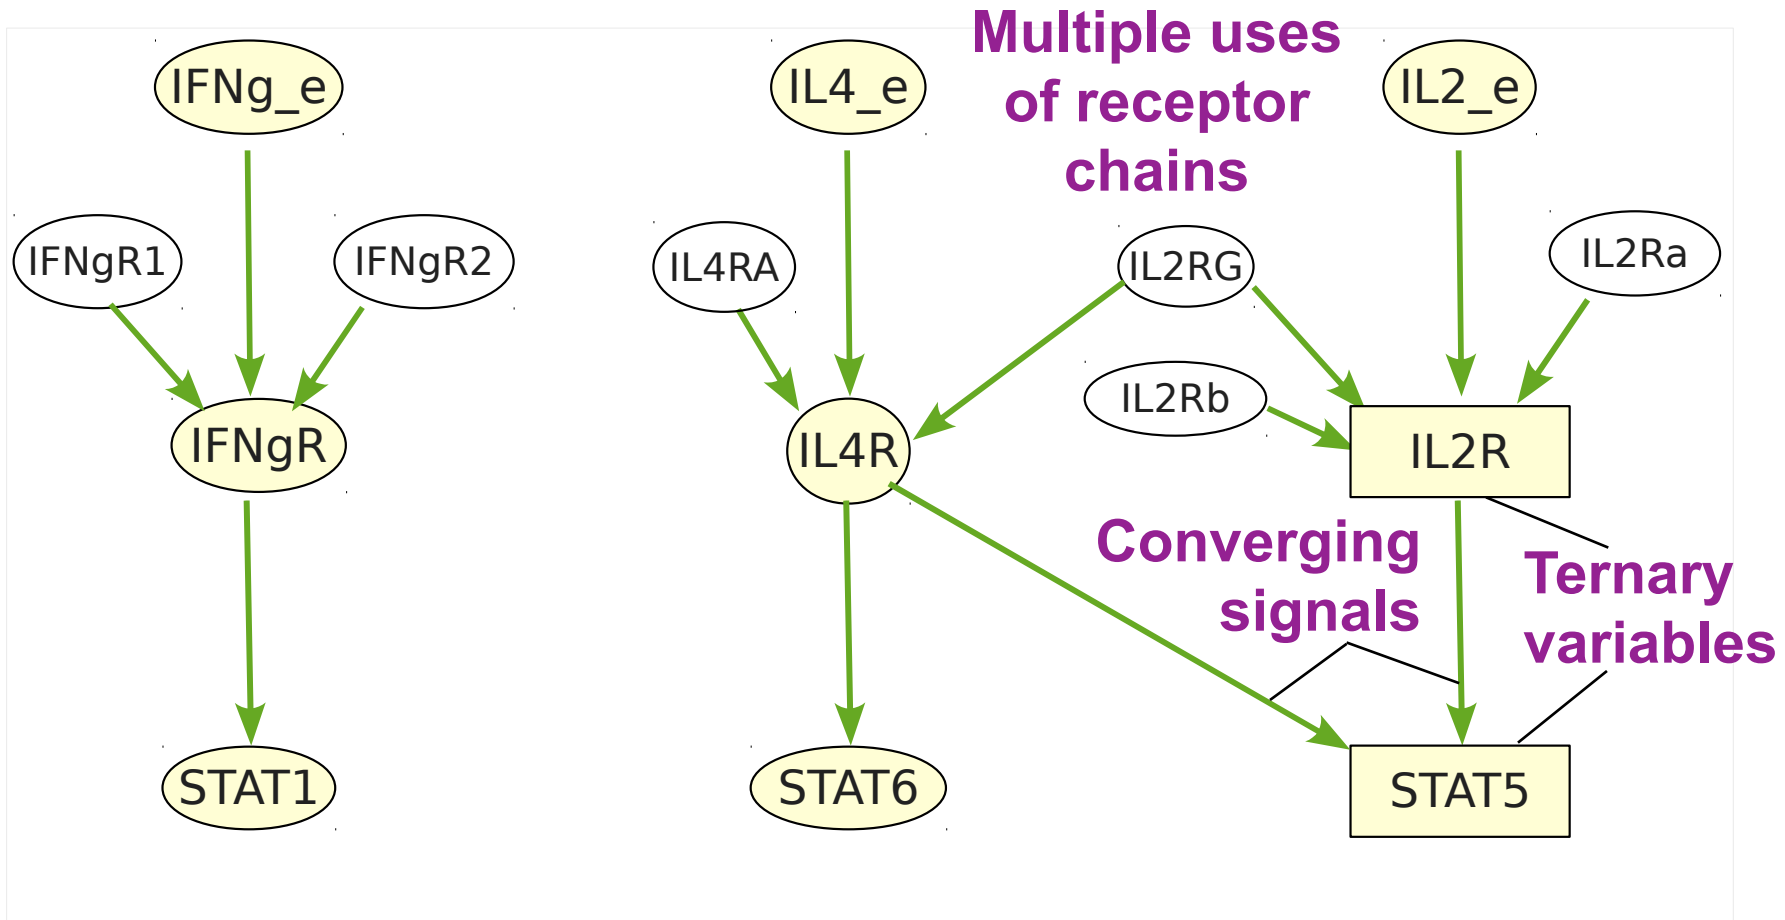 Multiple uses
of receptor
chains
IFNg_e
IL4_e
IL2_e
IFNgR1
IFNgR2
IL4RA
IL2RG
IL2Ra
IL2Rb
IFNgR
IL4R
IL2R
Converging
signals
Ternary
variables
STAT1
STAT6
STAT5